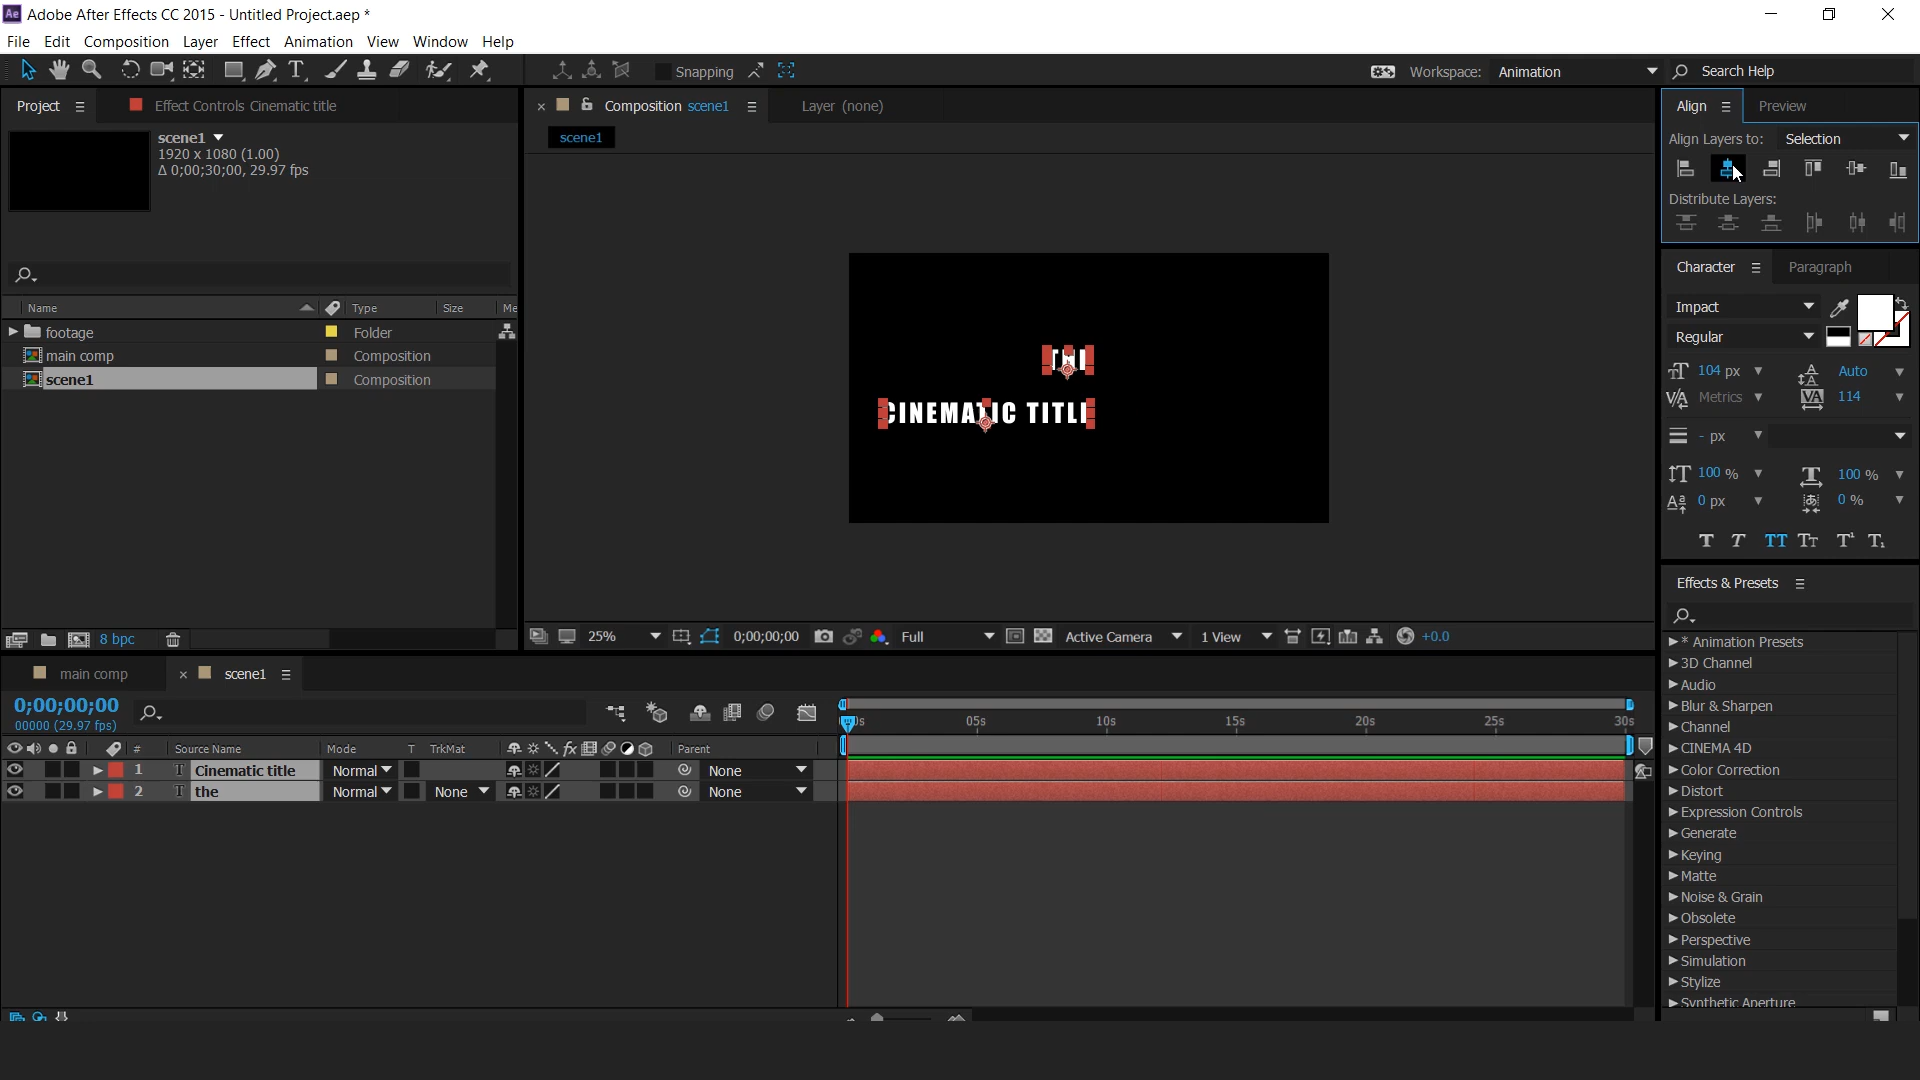 Ae Adobe After Effects CC 2015 - Untitled Project.aep *
File Edit Composition Layer Effect Animation View Window Help
Snapping Workspace: Animation Search Help
Project Effect Controls Cinematic title
scene1
1920 x 1080 (1.00)
Δ 0;00;30;00, 29.97 fps
Name Type Size Me
footage Folder
main comp Composition
scene1 Composition
8 bpc
Composition scene1 Layer (none)
scene1
CINEMATIC TITLE
25% 0;00;00;00 Full Active Camera 1 View +0.0
Align Preview
Align Layers to: Selection
Distribute Layers:
Character Paragraph
Impact
Regular
104 px Auto
Metrics 114
- px
100 % 100 %
0 px 0 %
Effects & Presets
* Animation Presets
3D Channel
Audio
Blur & Sharpen
Channel
CINEMA 4D
Color Correction
Distort
Expression Controls
Generate
Keying
Matte
Noise & Grain
Obsolete
Perspective
Simulation
Stylize
Synthetic Aperture
main comp scene1
0;00;00;00
00000 (29.97 fps)
05s 10s 15s 20s 25s 30s
# Source Name Mode T TrkMat Parent
1 T Cinematic title Normal None
2 T the Normal None None